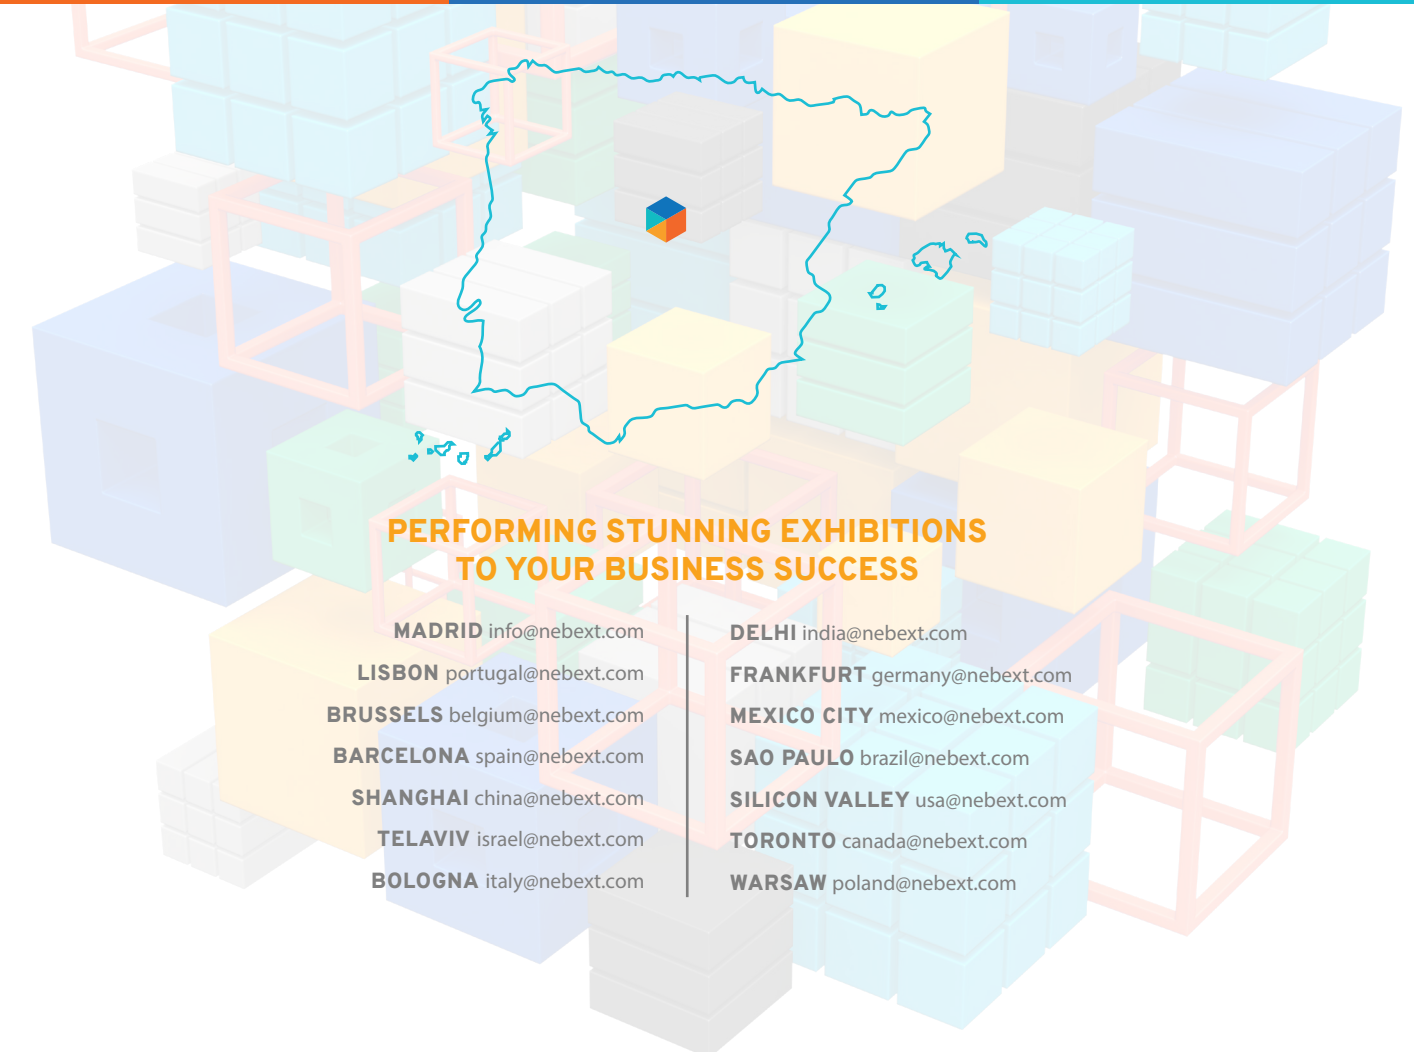 PERFORMING STUNNING EXHIBITIONS
TO YOUR BUSINESS SUCCESS
MADRID info@nebext.com
LISBON portugal@nebext.com
BRUSSELS belgium@nebext.com
BARCELONA spain@nebext.com
SHANGHAI china@nebext.com
TELAVIV israel@nebext.com
BOLOGNA italy@nebext.com
DELHI india@nebext.com
FRANKFURT germany@nebext.com
MEXICO CITY mexico@nebext.com
SAO PAULO brazil@nebext.com
SILICON VALLEY usa@nebext.com
TORONTO canada@nebext.com
WARSAW poland@nebext.com